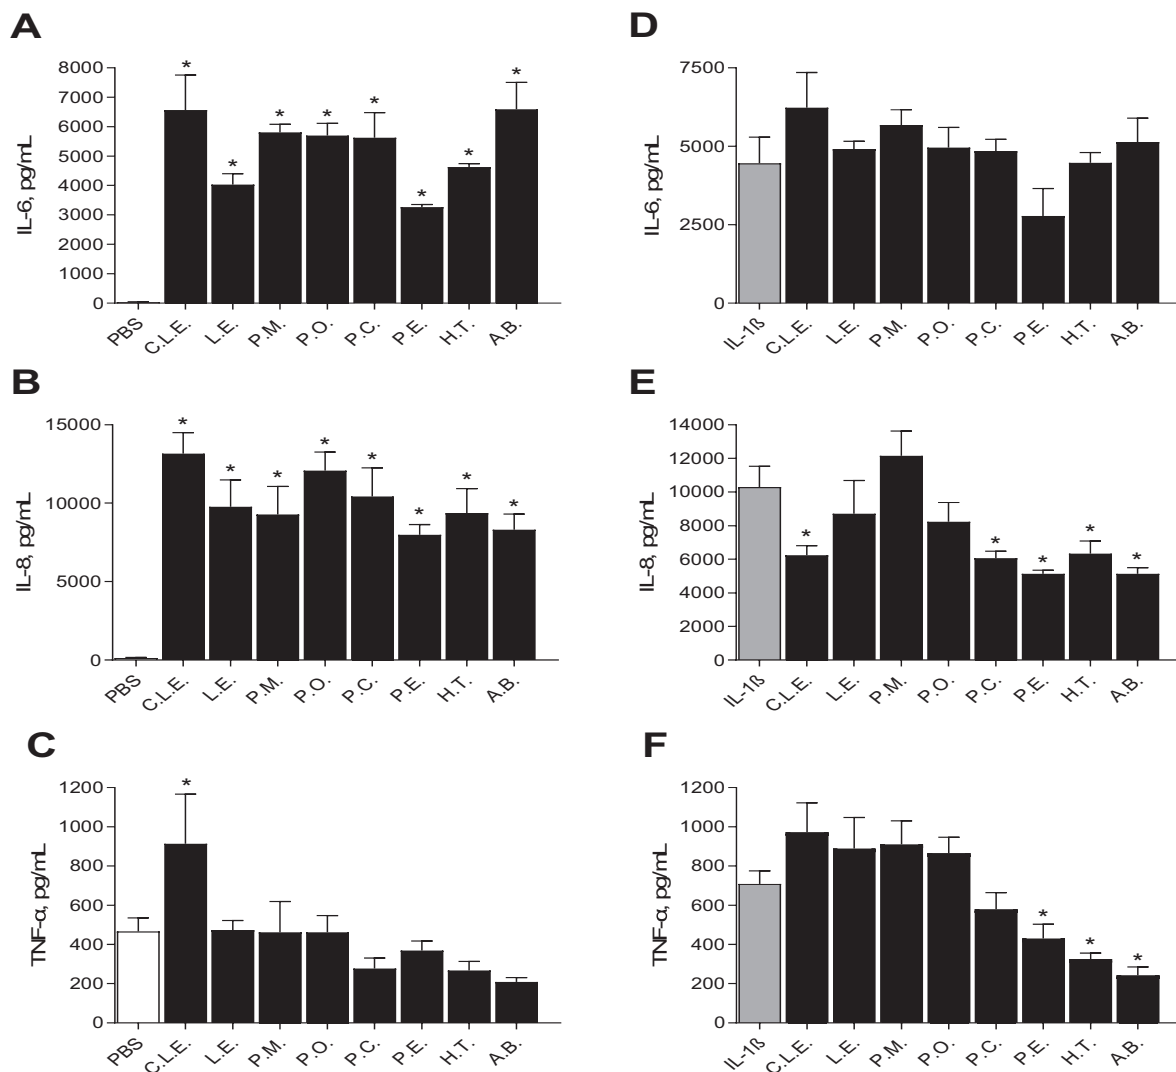 A
IL-6, pg/mL
8000
7000
6000
5000
4000
3000
2000
1000
0
* * * * * * * *
PBS C.L.E. L.E. P.M. P.O. P.C. P.E. H.T. A.B.
D
IL-6, pg/mL
7500
5000
2500
0
IL-1ß C.L.E. L.E. P.M. P.O. P.C. P.E. H.T. A.B.
B
IL-8, pg/mL
15000
10000
5000
0
* * * * * * * *
PBS C.L.E. L.E. P.M. P.O. P.C. P.E. H.T. A.B.
E
IL-8, pg/mL
14000
12000
10000
8000
6000
4000
2000
0
* * * * *
IL-1ß C.L.E. L.E. P.M. P.O. P.C. P.E. H.T. A.B.
C
TNF-α, pg/mL
1200
1000
800
600
400
200
0
*
PBS C.L.E. L.E. P.M. P.O. P.C. P.E. H.T. A.B.
F
TNF-α, pg/mL
1200
1000
800
600
400
200
0
* * *
IL-1ß C.L.E. L.E. P.M. P.O. P.C. P.E. H.T. A.B.